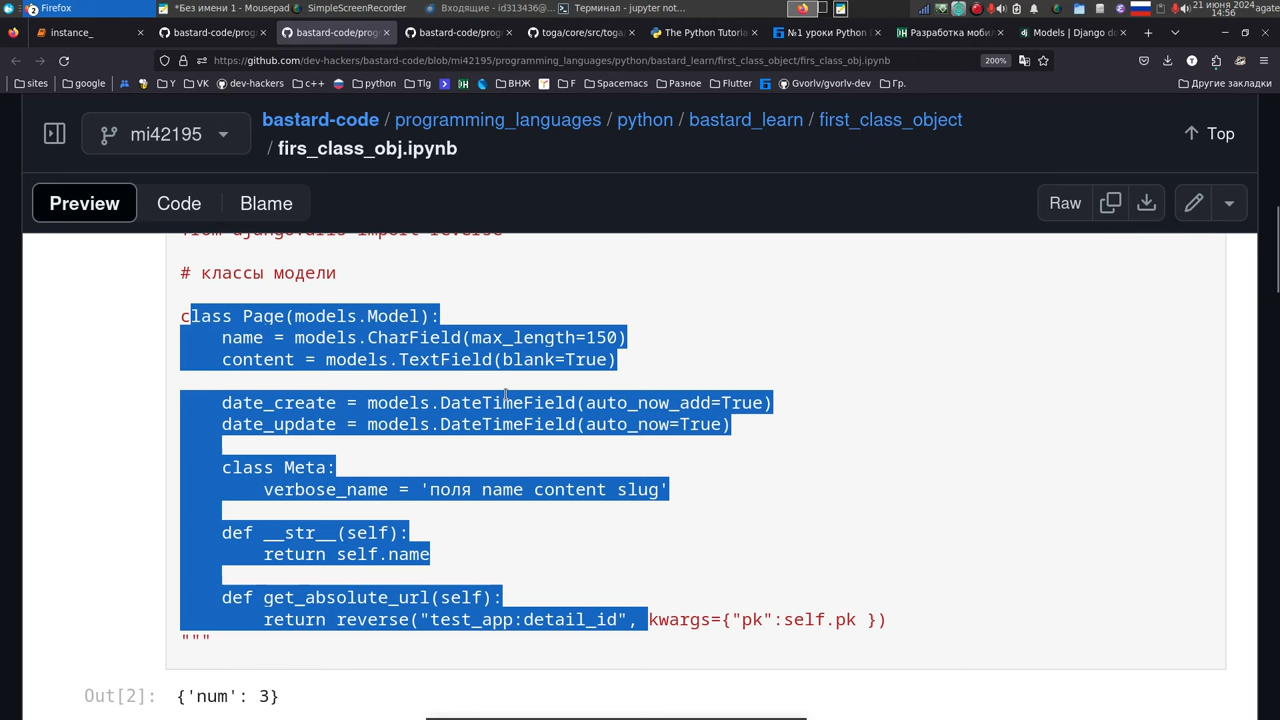 Firefox
*Без имени 1 - Mousepad
SimpleScreenRecorder
Входящие - id313436@...
Терминал - jupyter not...
21 июня 2024
14:56
agate
instance_
bastard-code/prog
bastard-code/prog
bastard-code/prog
toga/core/src/toga
The Python Tutoria
№1 уроки Python
Разработка мобил
Models | Django do
https://github.com/dev-hackers/bastard-code/blob/mi42195/programming_languages/python/bastard_learn/first_class_object/firs_class_obj.ipynb
200%
sites
google
Y
VK
dev-hackers
c++
python
Tlg
ВНЖ
F
Spacemacs
Разное
Flutter
Gvorlv/gvorlv-dev
Гр.
Другие закладки
mi42195
bastard-code / programming_languages / python / bastard_learn / first_class_object
/ firs_class_obj.ipynb
Top
Preview
Code
Blame
Raw
# классы модели
class Page(models.Model):
name = models.CharField(max_length=150)
content = models.TextField(blank=True)
date_create = models.DateTimeField(auto_now_add=True)
date_update = models.DateTimeField(auto_now=True)
class Meta:
verbose_name = 'поля name content slug'
def __str__(self):
return self.name
def get_absolute_url(self):
return reverse("test_app:detail_id", kwargs={"pk":self.pk })
"""
Out[2]: {'num': 3}